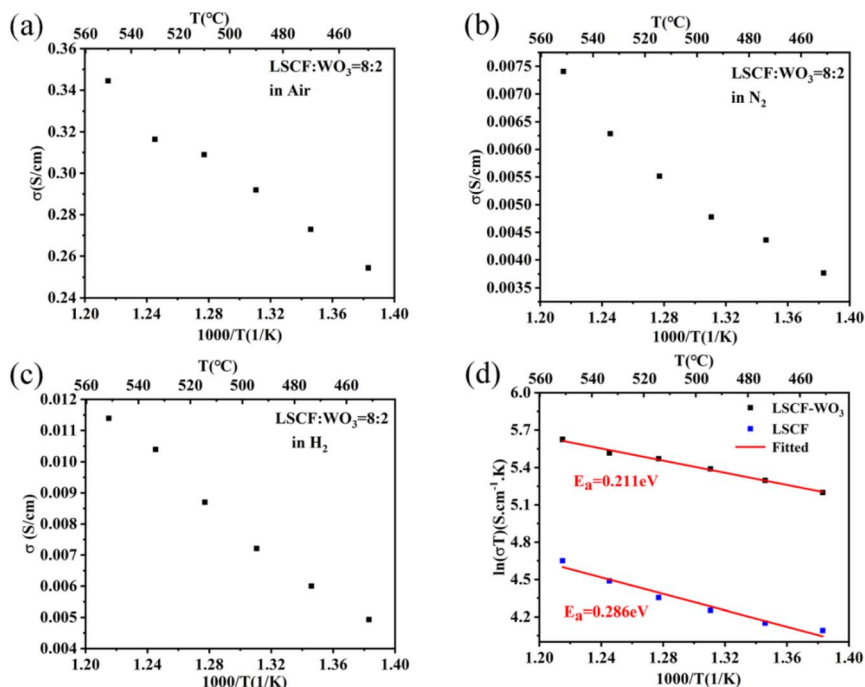 (a)
T(°C)
560 540 520 500 480 460
0.36
0.34
0.32
0.30
0.28
0.26
0.24
σ(S/cm)
LSCF:WO₃=8:2
in Air
1.20 1.24 1.28 1.32 1.36 1.40
1000/T(1/K)
(b)
T(°C)
560 540 520 500 480 460
0.0075
0.0070
0.0065
0.0060
0.0055
0.0050
0.0045
0.0040
0.0035
σ(S/cm)
LSCF:WO₃=8:2
in N₂
1.20 1.24 1.28 1.32 1.36 1.40
1000/T(1/K)
(c)
T(°C)
560 540 520 500 480 460
0.012
0.011
0.010
0.009
0.008
0.007
0.006
0.005
0.004
σ (S/cm)
LSCF:WO₃=8:2
in H₂
1.20 1.24 1.28 1.32 1.36 1.40
1000/T(1/K)
(d)
T(°C)
560 540 520 500 480 460
6.0
5.7
5.4
5.1
4.8
4.5
4.2
ln(σT)(S.cm⁻¹.K)
LSCF-WO₃
LSCF
Fitted
Eₐ=0.211eV
Eₐ=0.286eV
1.20 1.24 1.28 1.32 1.36 1.40
1000/T(1/K)